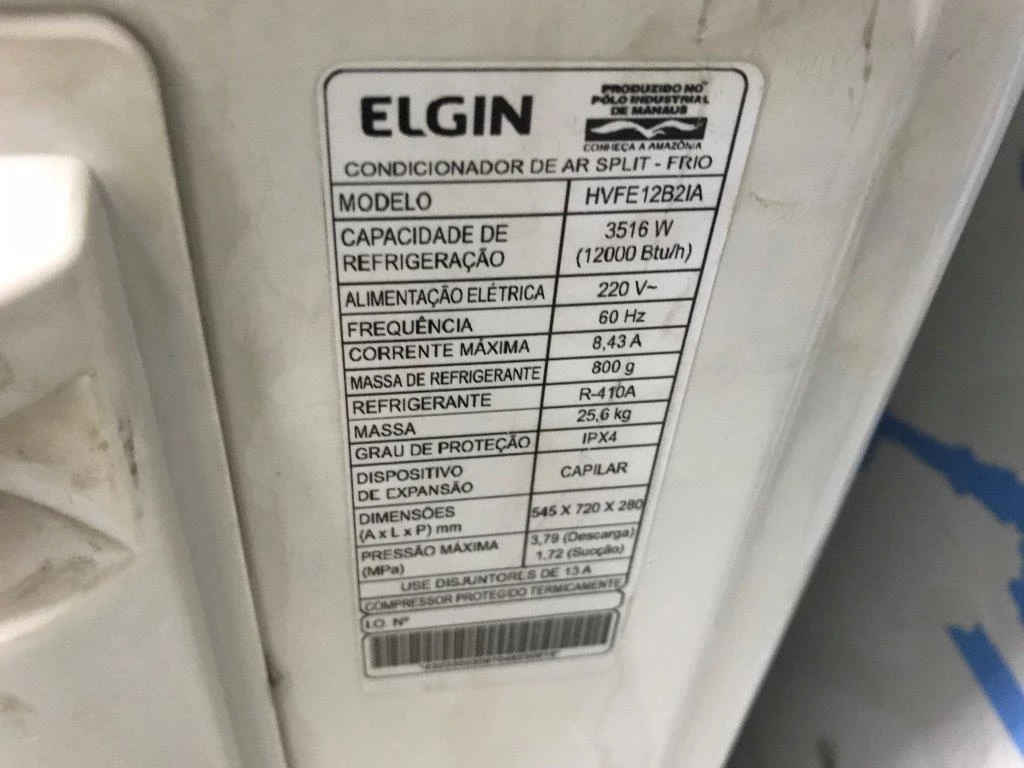 ELGIN
PRODUZIDO NO
PÓLO INDUSTRIAL
DE MANAUS
CONHEÇA A AMAZÔNIA
CONDICIONADOR DE AR SPLIT - FRIO
MODELO HVFE12B2IA
CAPACIDADE DE REFRIGERAÇÃO 3516 W (12000 Btu/h)
ALIMENTAÇÃO ELÉTRICA 220 V~
FREQUÊNCIA 60 Hz
CORRENTE MÁXIMA 8,43 A
MASSA DE REFRIGERANTE 800 g
REFRIGERANTE R-410A
MASSA 25,6 kg
GRAU DE PROTEÇÃO IPX4
DISPOSITIVO DE EXPANSÃO CAPILAR
DIMENSÕES (A x L x P) mm 545 X 720 X 280
PRESSÃO MÁXIMA (MPa) 3,79 (Descarga) 1.72 (Sucção)
USE DISJUNTORES DE 13 A
COMPRESSOR PROTEGIDO TERMICAMENTE
I.O. Nº